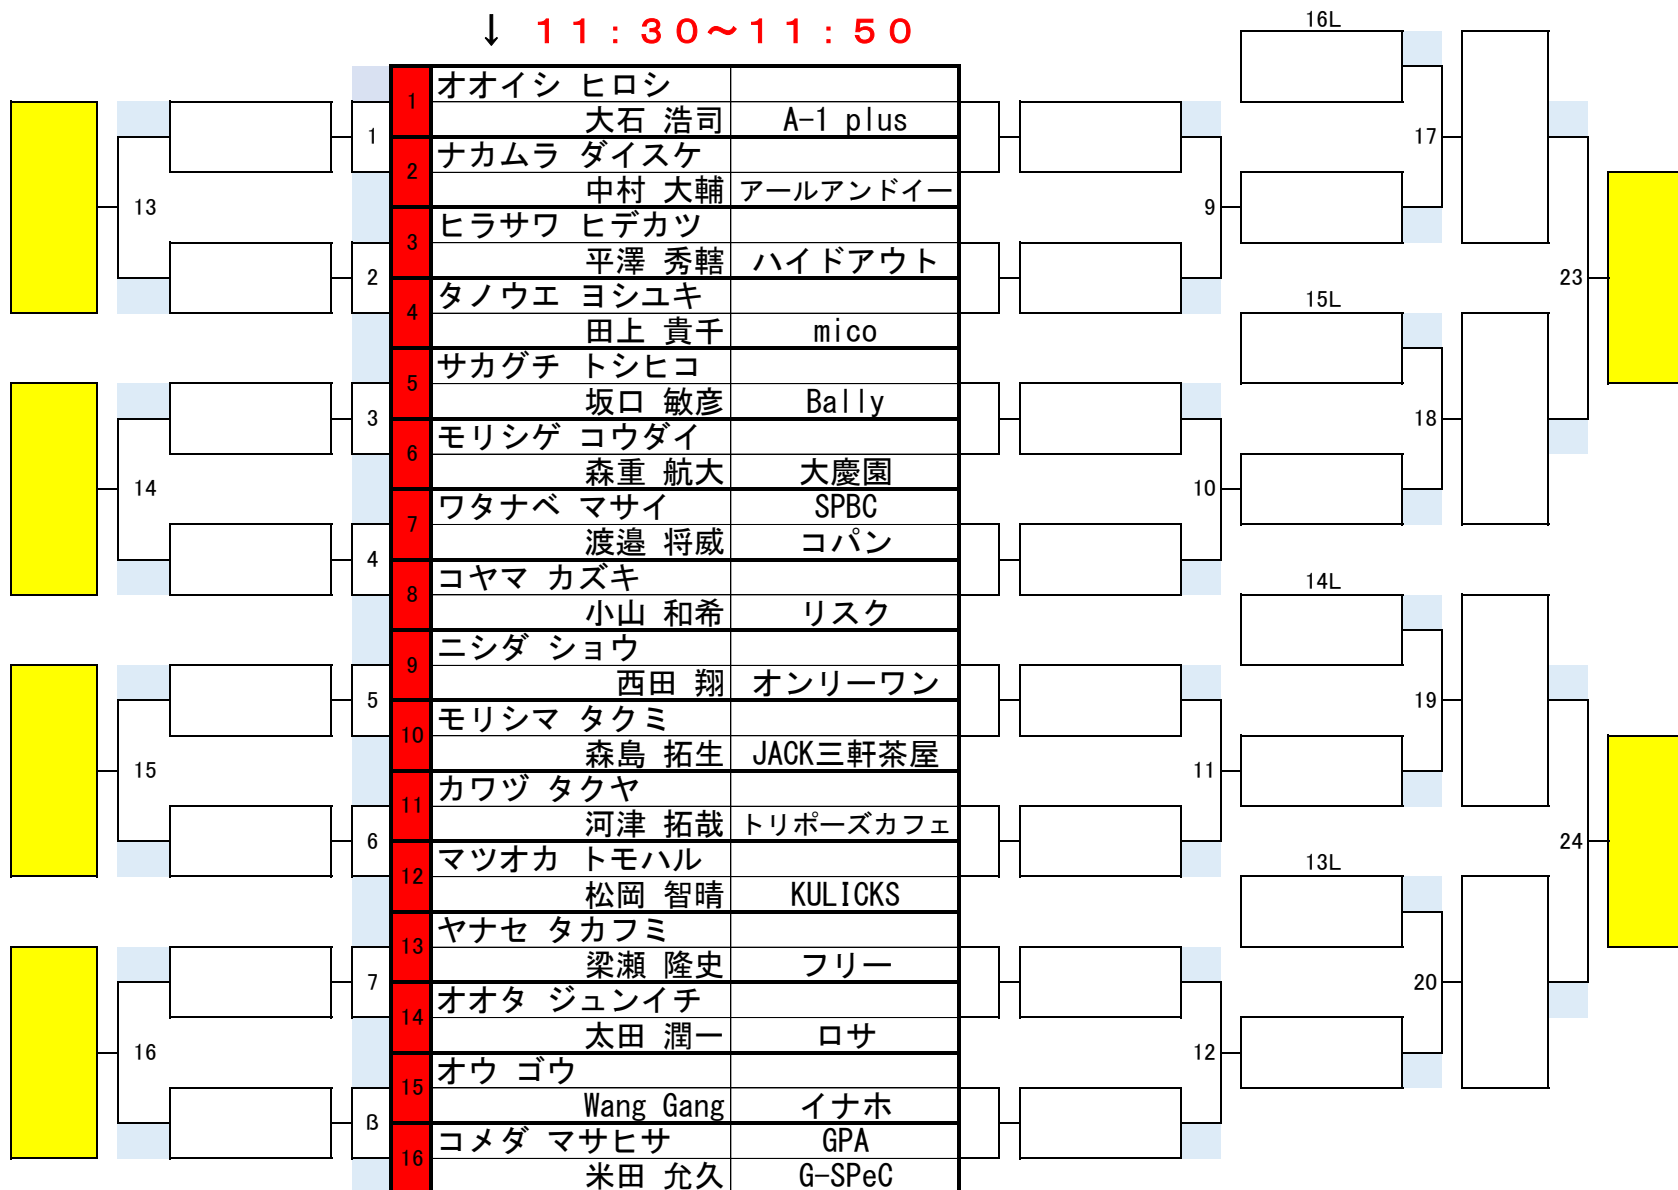 ↓ 11:30～11:50
16L
1 オオイシ ヒロシ
大石 浩司 A-1 plus
1
17
2 ナカムラ ダイスケ
中村 大輔 アールアンドイー
13
9
3 ヒラサワ ヒデカツ
平澤 秀轄 ハイドアウト
2
23
4 タノウエ ヨシユキ
田上 貴千 mico
15L
5 サカグチ トシヒコ
坂口 敏彦 Bally
3
18
6 モリシゲ コウダイ
森重 航大 大慶園
14
10
7 ワタナベ マサイ SPBC
渡邉 将威 コパン
4
8 コヤマ カズキ
小山 和希 リスク
14L
9 ニシダ ショウ
西田 翔 オンリーワン
5
19
10 モリシマ タクミ
森島 拓生 JACK三軒茶屋
15
11
11 カワヅ タクヤ
河津 拓哉 トリポーズカフェ
6
24
12 マツオカ トモハル
松岡 智晴 KULICKS
13L
13 ヤナセ タカフミ
梁瀬 隆史 フリー
7
20
14 オオタ ジュンイチ
太田 潤一 ロサ
16
12
15 オウ ゴウ
Wang Gang イナホ
8
16 コメダ マサヒサ GPA
米田 允久 G-SPeC